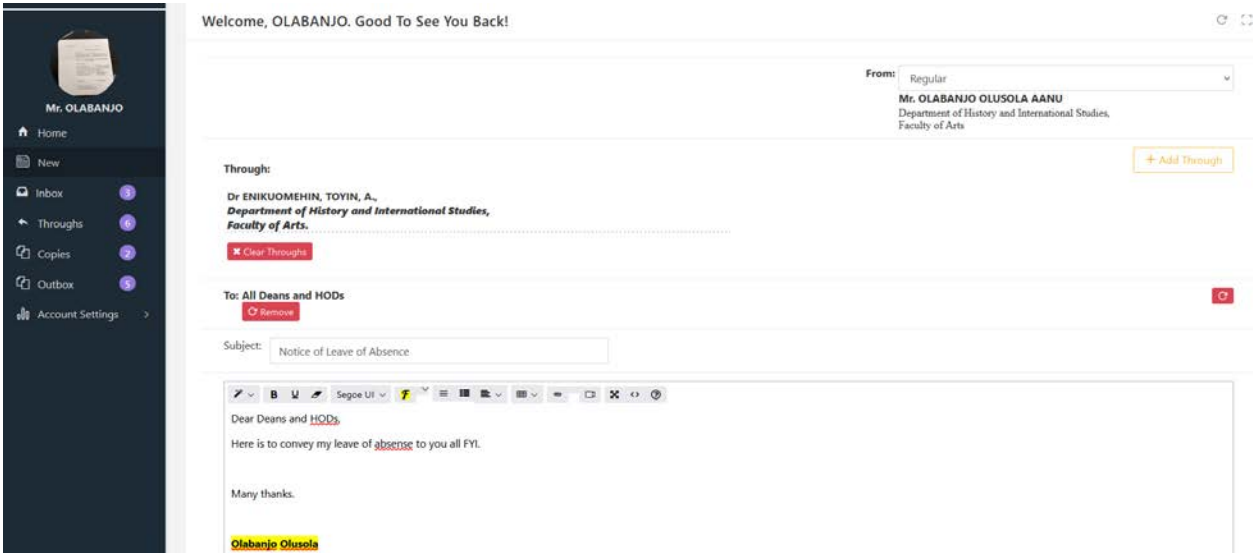 Welcome, OLABANJO. Good To See You Back!
Mr. OLABANJO
Home
New
Inbox 3
Throughs 6
Copies 2
Outbox 5
Account Settings
From: Regular
Mr. OLABANJO OLUSOLA AANU
Department of History and International Studies,
Faculty of Arts
+ Add Through
Through:
Dr ENIKUOMEHIN, TOYIN, A.,
Department of History and International Studies,
Faculty of Arts.
Clear Throughs
To: All Deans and HODs
Remove
Subject: Notice of Leave of Absence
B U Segoe UI F
Dear Deans and HODs,
Here is to convey my leave of absense to you all FYI.
Many thanks.
Olabanjo Olusola